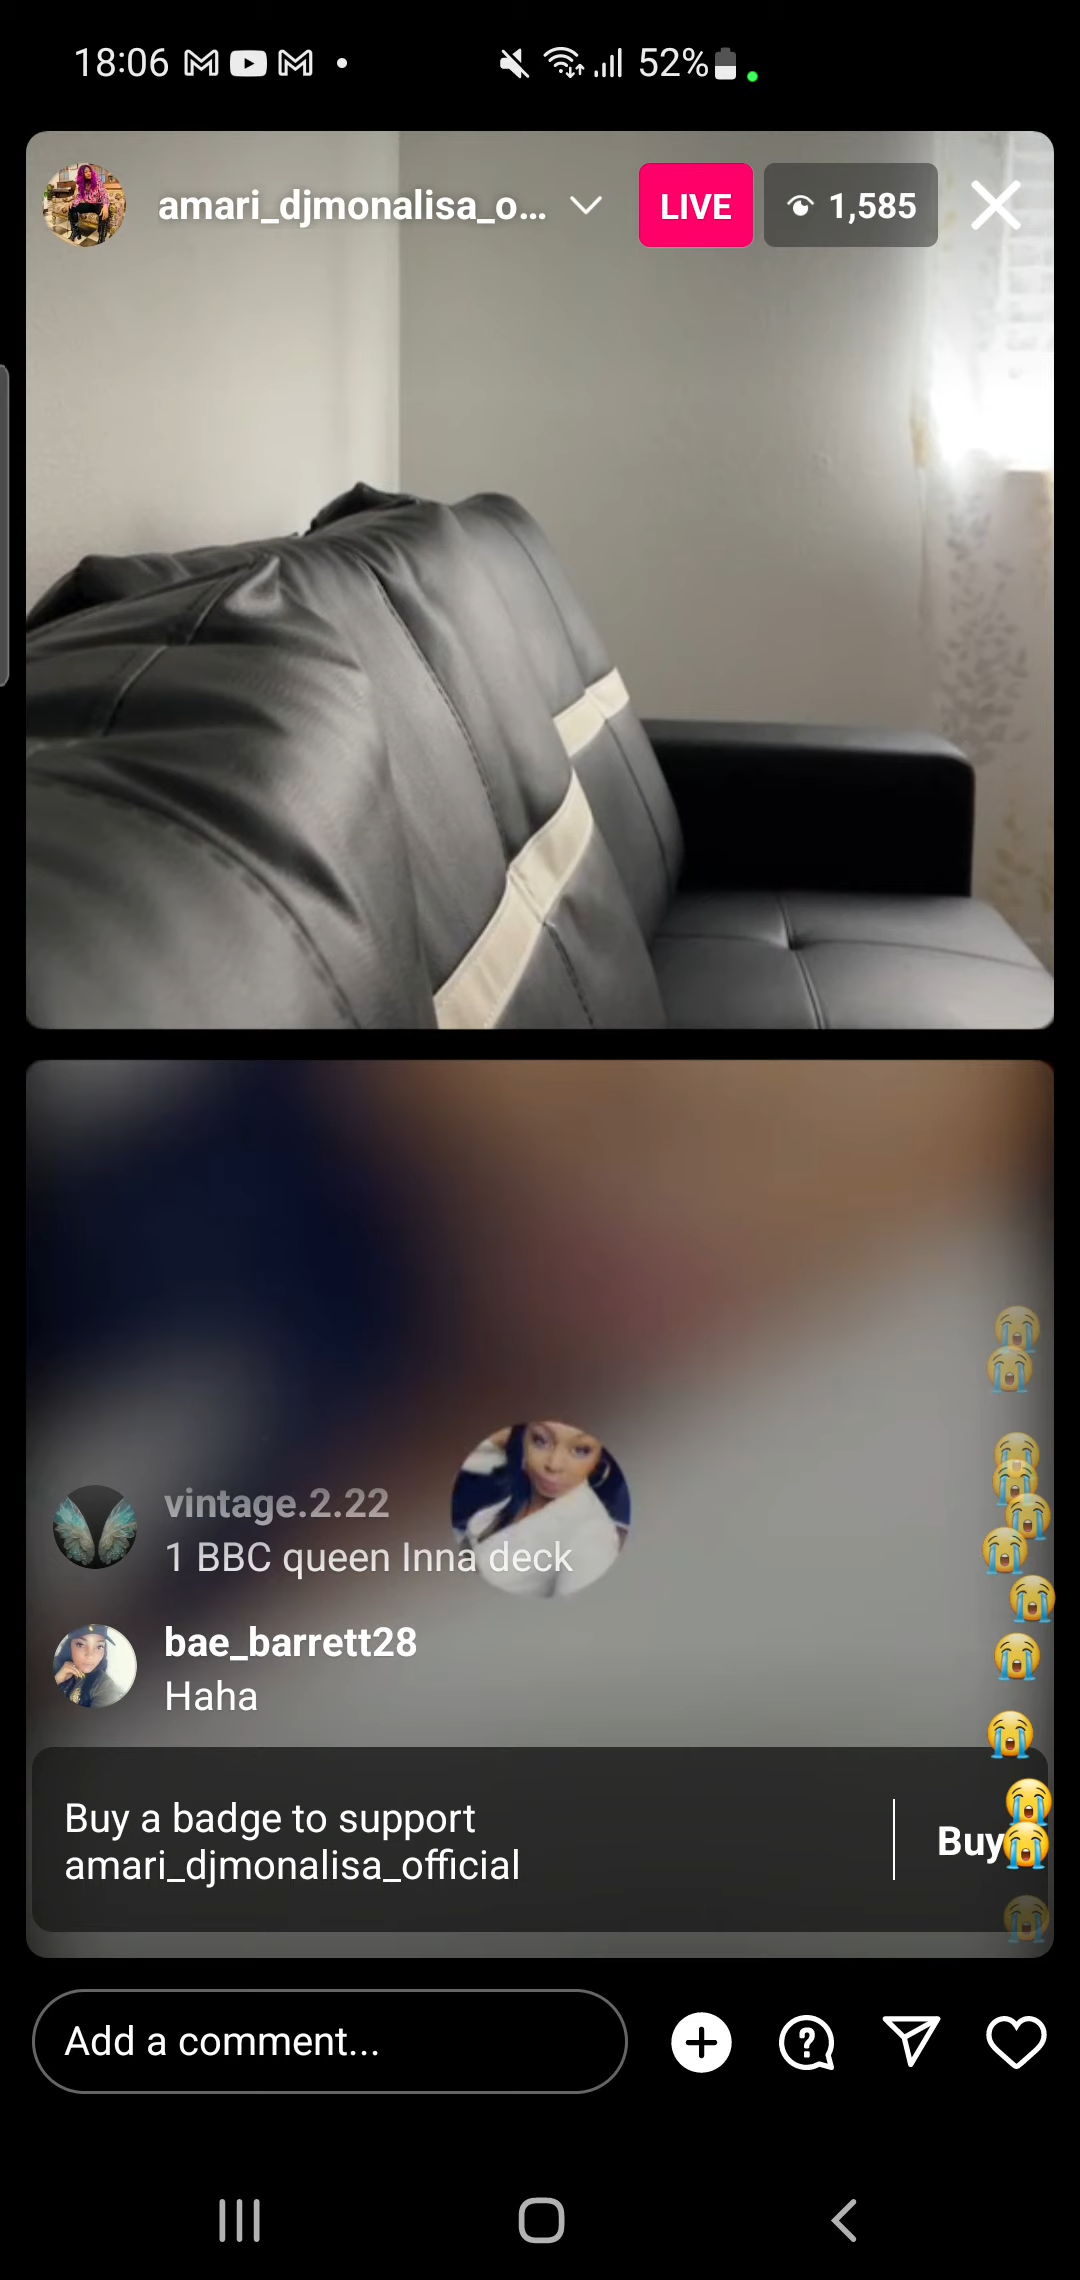 18:06
52%
amari_djmonalisa_o...
LIVE
1,585
vintage.2.22
1 BBC queen Inna deck
bae_barrett28
Haha
Buy a badge to support
amari_djmonalisa_official
Buy
Add a comment...